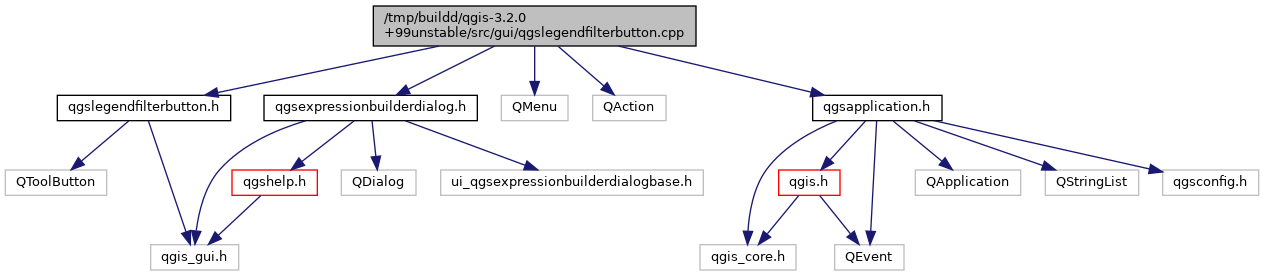 /tmp/buildd/qgis-3.2.0
+99unstable/src/gui/qgslegendfilterbutton.cpp
qgslegendfilterbutton.h
qgsexpressionbuilderdialog.h
QMenu
QAction
qgsapplication.h
QToolButton
qgshelp.h
QDialog
ui_qgsexpressionbuilderdialogbase.h
qgis.h
QApplication
QStringList
qgsconfig.h
qgis_gui.h
qgis_core.h
QEvent